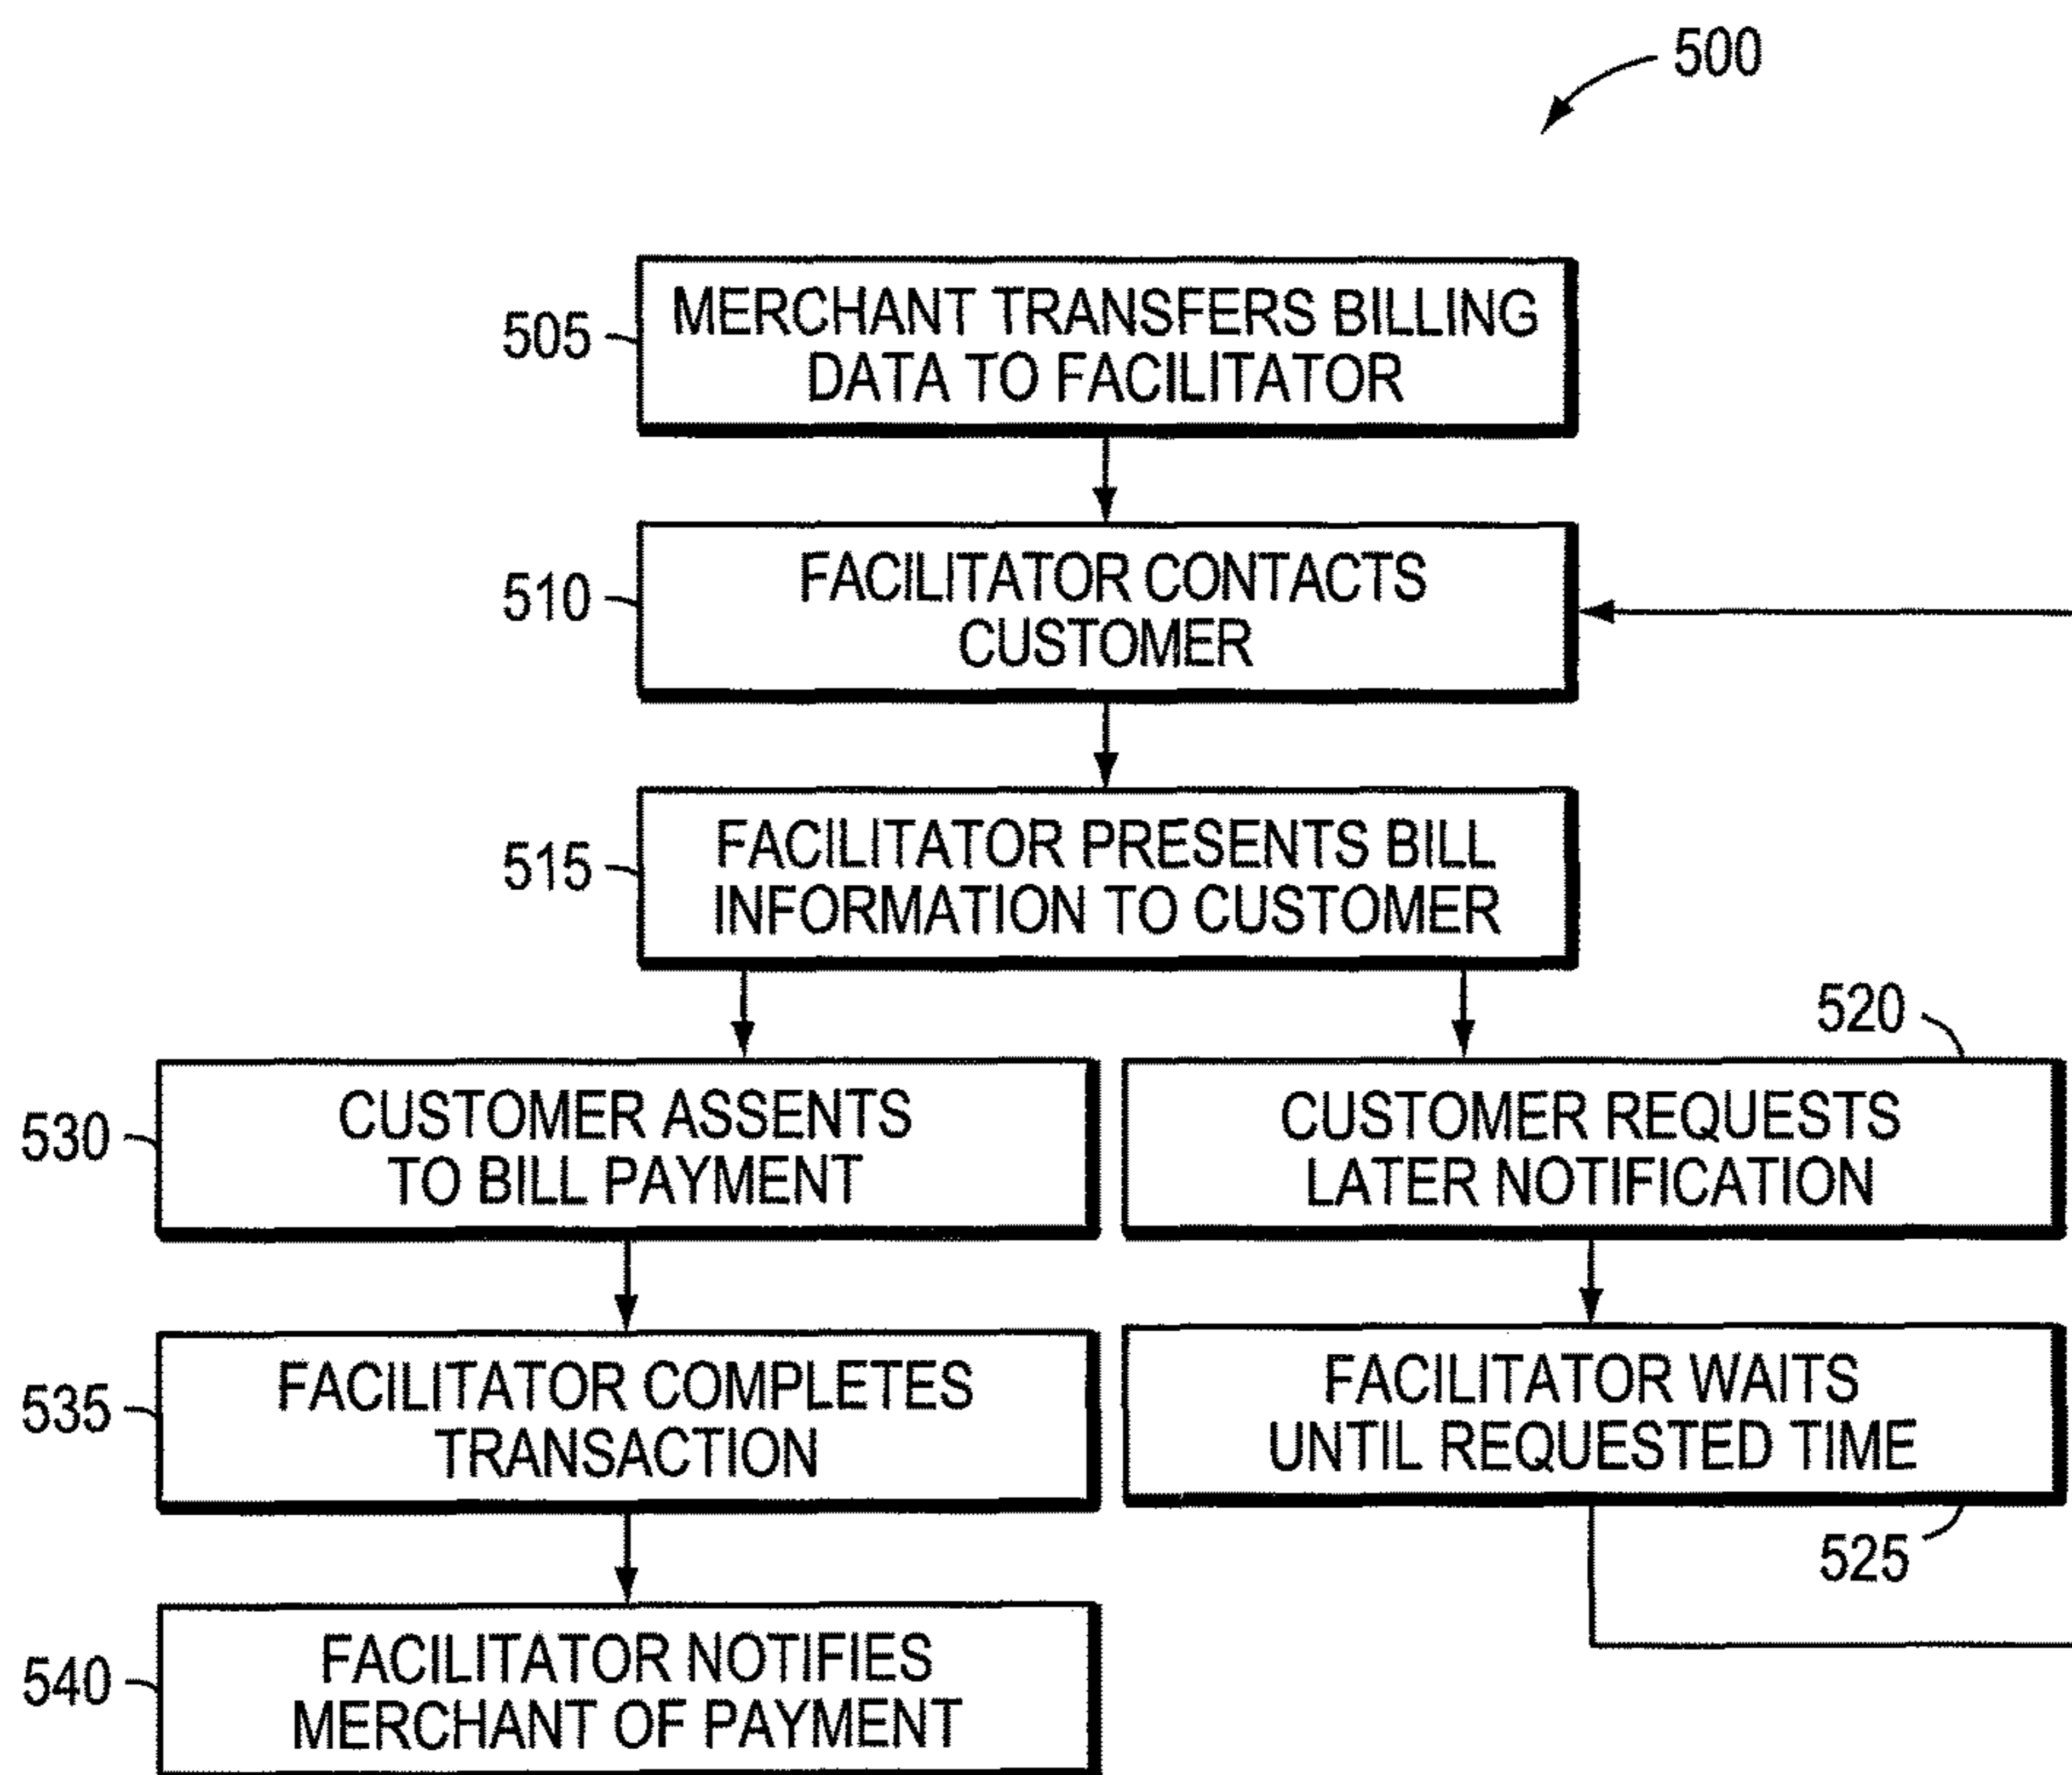 500
505
MERCHANT TRANSFERS BILLING
DATA TO FACILITATOR
510
FACILITATOR CONTACTS
CUSTOMER
515
FACILITATOR PRESENTS BILL
INFORMATION TO CUSTOMER
530
CUSTOMER ASSENTS
TO BILL PAYMENT
520
CUSTOMER REQUESTS
LATER NOTIFICATION
535
FACILITATOR COMPLETES
TRANSACTION
FACILITATOR WAITS
UNTIL REQUESTED TIME
525
540
FACILITATOR NOTIFIES
MERCHANT OF PAYMENT